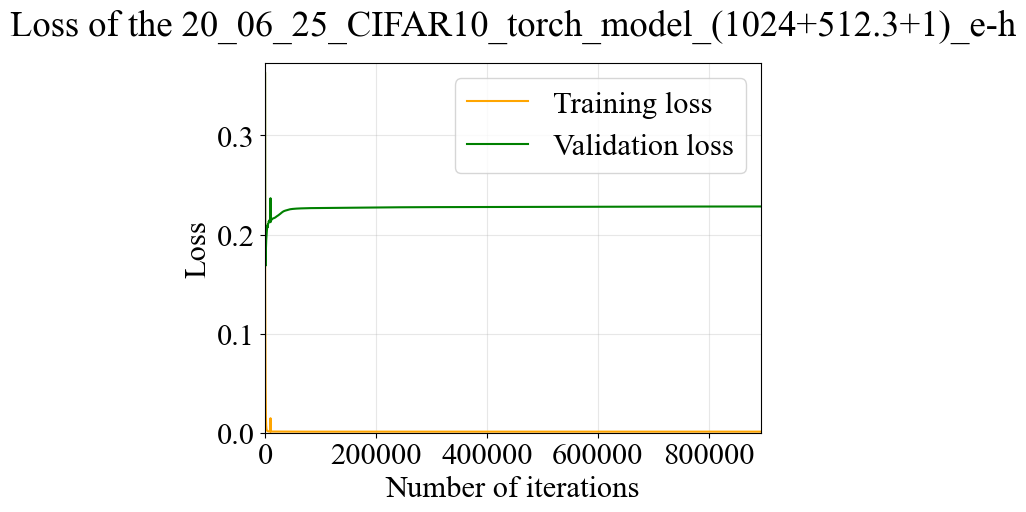 Loss of the 20_06_25_CIFAR10_torch_model_(1024+512.3+1)_e-h
Training loss
Validation loss
0.3
0.2
0.1
0.0
Loss
0 200000 400000 600000 800000
Number of iterations